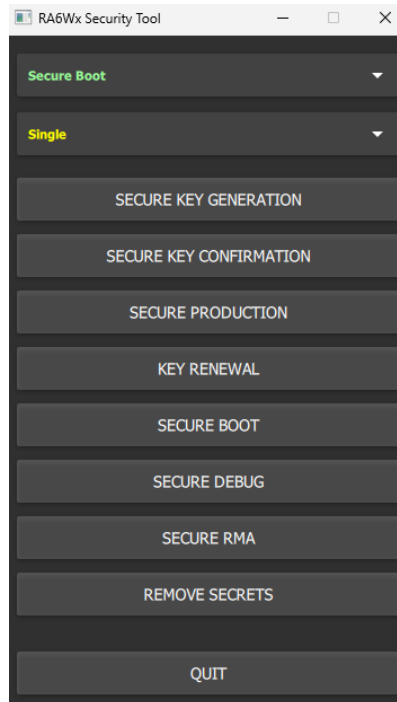 RA6Wx Security Tool
Secure Boot
Single
SECURE KEY GENERATION
SECURE KEY CONFIRMATION
SECURE PRODUCTION
KEY RENEWAL
SECURE BOOT
SECURE DEBUG
SECURE RMA
REMOVE SECRETS
QUIT